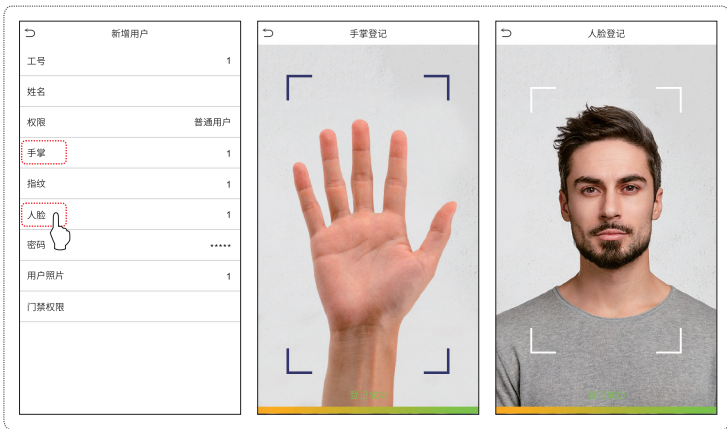 新增用户
工号 1
姓名
权限 普通用户
手掌 1
指纹 1
人脸 1
密码 *****
用户照片 1
门禁权限
手掌登记
人脸登记